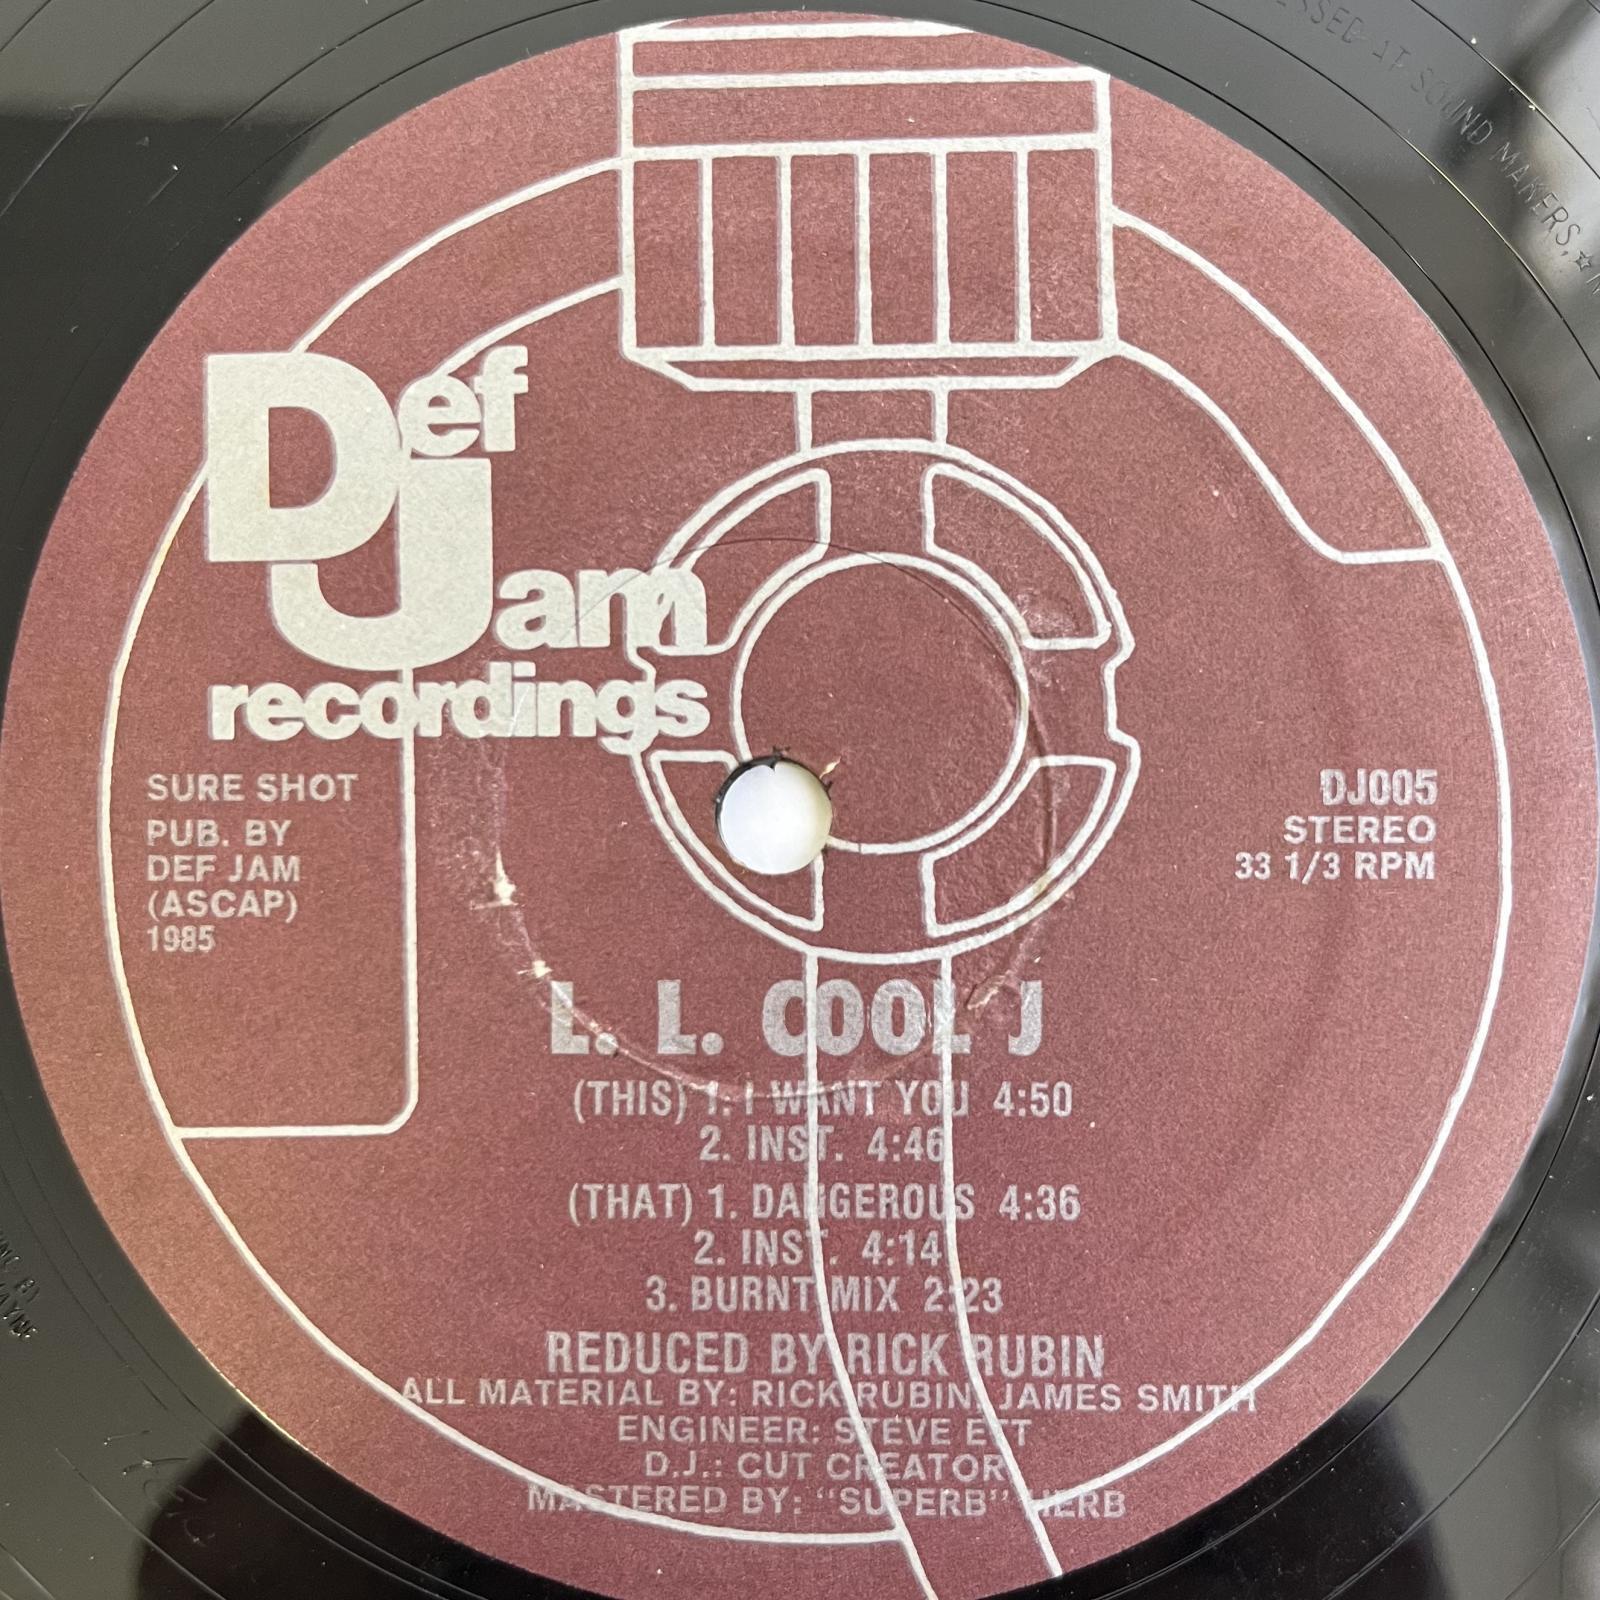 Def
Jam
recordings
SURE SHOT
PUB. BY
DEF JAM
(ASCAP)
1985
DJ005
STEREO
33 1/3 RPM
L. L. COOL J
(THIS) 1. I WANT YOU 4:50
2. INST. 4:46
(THAT) 1. DANGEROUS 4:36
2. INST. 4:14
3. BURNT MIX 2:23
REDUCED BY RICK RUBIN
ALL MATERIAL BY: RICK RUBIN, JAMES SMITH
ENGINEER: STEVE ETT
D.J.: CUT CREATOR
MASTERED BY: "SUPERB" HERB
AT SOUND MAKERS,